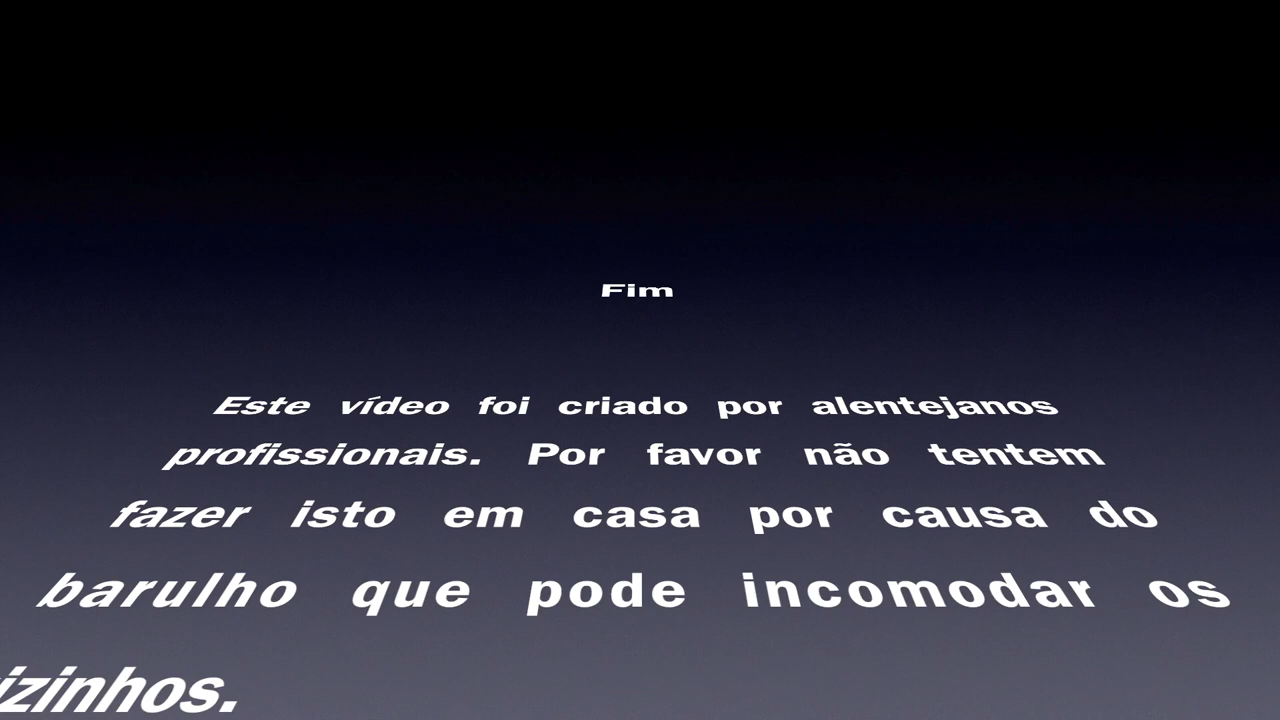 Fim
Este vídeo foi criado por alentejanos
profissionais. Por favor não tentem
fazer isto em casa por causa do
barulho que pode incomodar os
izinhos.